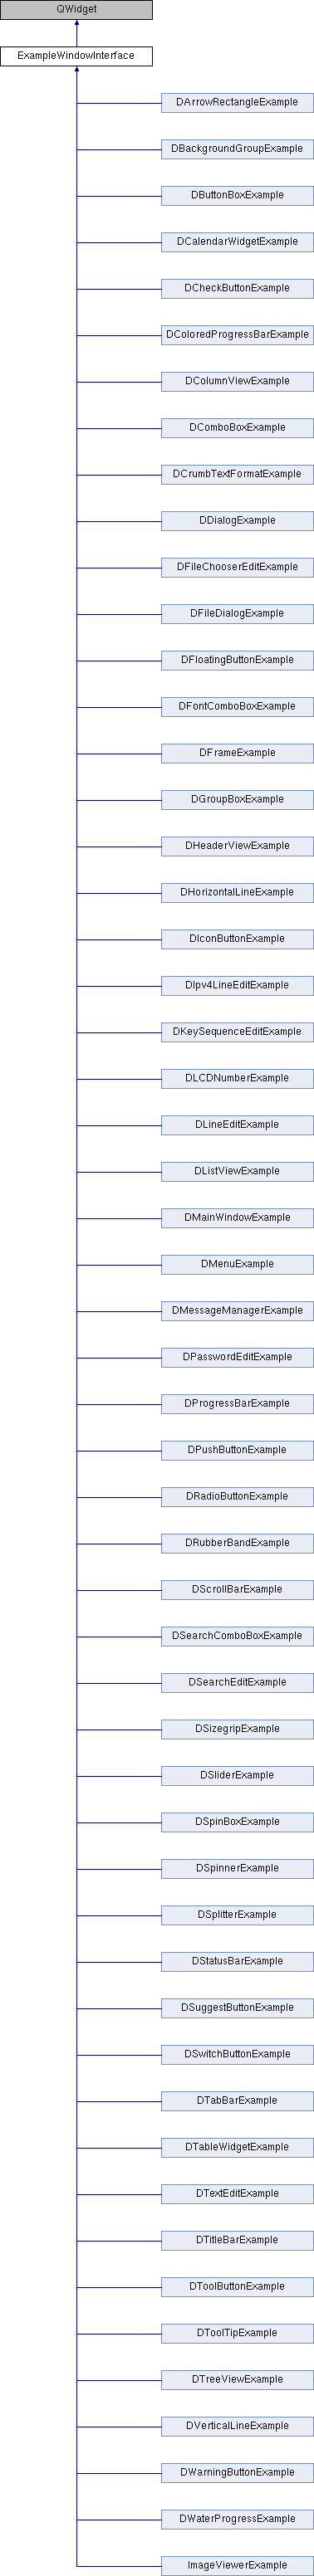 QWidget
ExampleWindowInterface
DArrowRectangleExample
DBackgroundGroupExample
DButtonBoxExample
DCalendarWidgetExample
DCheckButtonExample
DColoredProgressBarExample
DColumnViewExample
DComboBoxExample
DCrumbTextFormatExample
DDialogExample
DFileChooserEditExample
DFileDialogExample
DFloatingButtonExample
DFontComboBoxExample
DFrameExample
DGroupBoxExample
DHeaderViewExample
DHorizontalLineExample
DIconButtonExample
DIpv4LineEditExample
DKeySequenceEditExample
DLCDNumberExample
DLineEditExample
DListViewExample
DMainWindowExample
DMenuExample
DMessageManagerExample
DPasswordEditExample
DProgressBarExample
DPushButtonExample
DRadioButtonExample
DRubberBandExample
DScrollBarExample
DSearchComboBoxExample
DSearchEditExample
DSizegripExample
DSliderExample
DSpinBoxExample
DSpinnerExample
DSplitterExample
DStatusBarExample
DSuggestButtonExample
DSwitchButtonExample
DTabBarExample
DTableWidgetExample
DTextEditExample
DTitleBarExample
DToolButtonExample
DToolTipExample
DTreeViewExample
DVerticalLineExample
DWarningButtonExample
DWaterProgressExample
ImageViewerExample